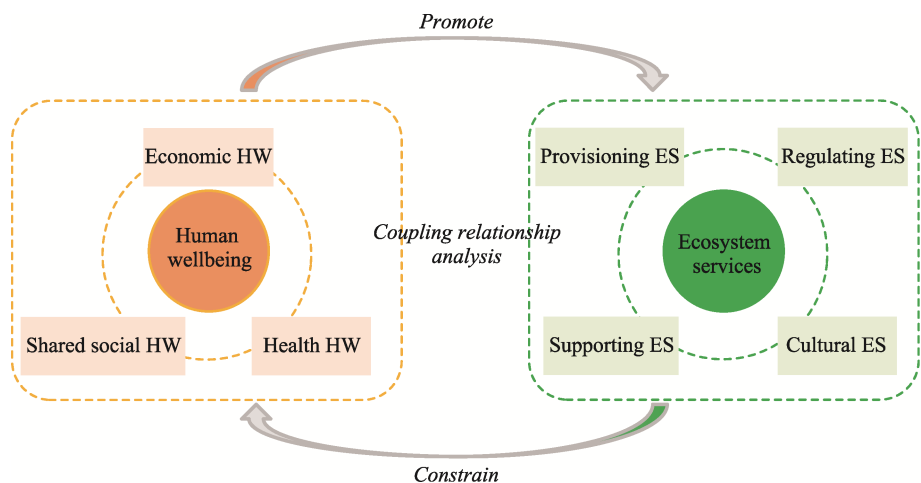 Promote
Economic HW
Human
wellbeing
Shared social HW
Health HW
Coupling relationship
analysis
Provisioning ES
Regulating ES
Ecosystem
services
Supporting ES
Cultural ES
Constrain